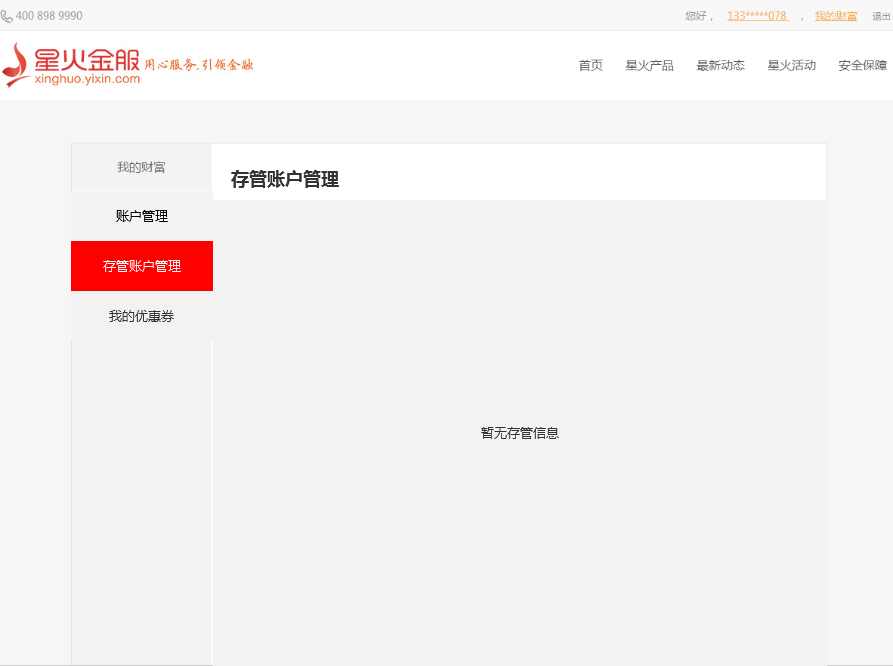 400 898 9990
您好， 133*****078 ， 我的财富 退出
星火金服
xinghuo.yixin.com
用心服务,引领金融
首页 星火产品 最新动态 星火活动 安全保障
我的财富
账户管理
存管账户管理
我的优惠券
存管账户管理
暂无存管信息